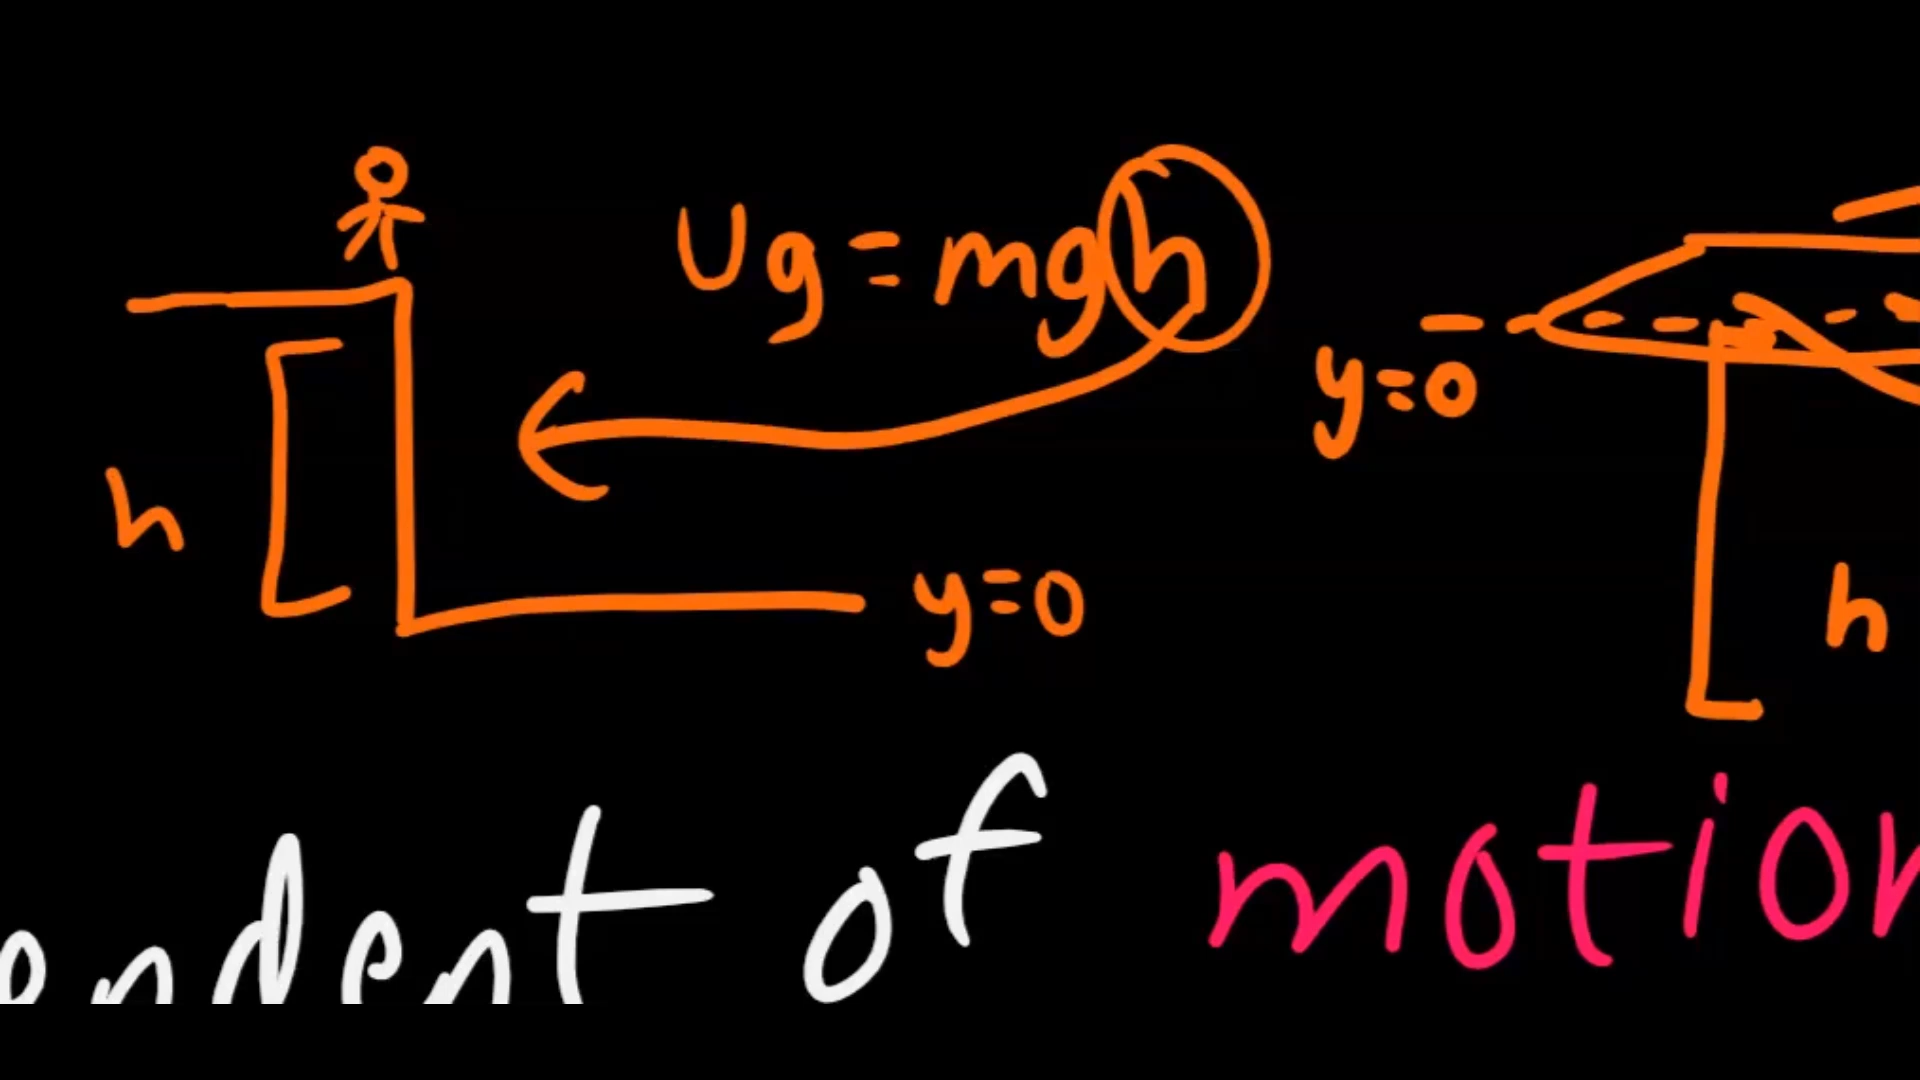 Ug=mgh
y=0
h
y=0
h
of motion